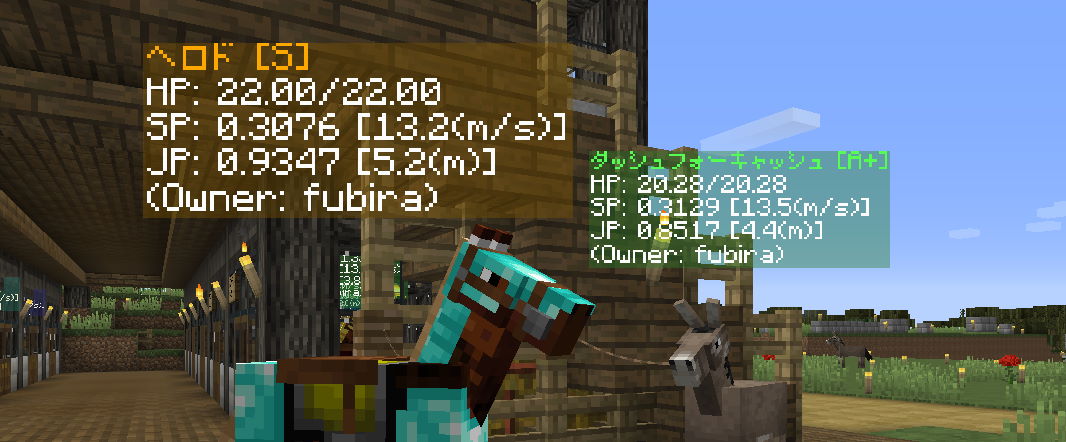 ヘロド [S]
HP: 22.00/22.00
SP: 0.3076 [13.2(m/s)]
JP: 0.9347 [5.2(m)]
(Owner: fubira)
ダッシュフォーキャッシュ [A+]
HP: 20.28/20.28
SP: 0.3129 [13.5(m/s)]
JP: 0.8517 [4.4(m)]
(Owner: fubira)